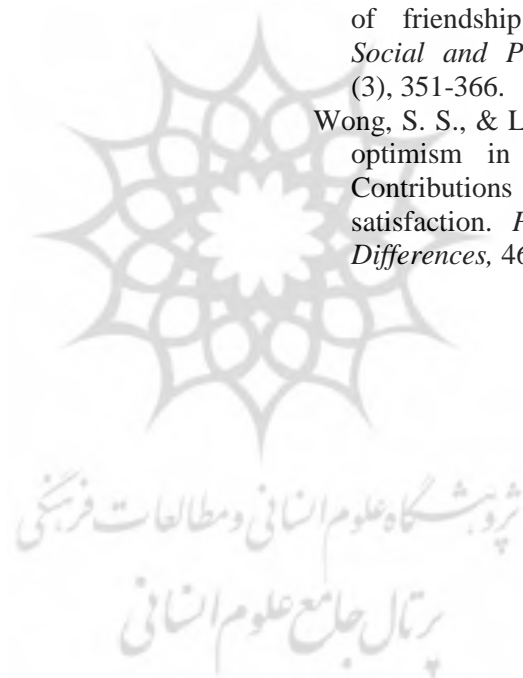 of friendship
Social and P
(3), 351-366.
Wong, S. S., & L
optimism in
Contributions
satisfaction. P
Differences, 46
پژوهشگاه علوم انسانی و مطالعات فرهنگی
پرتال جامع علوم انسانی